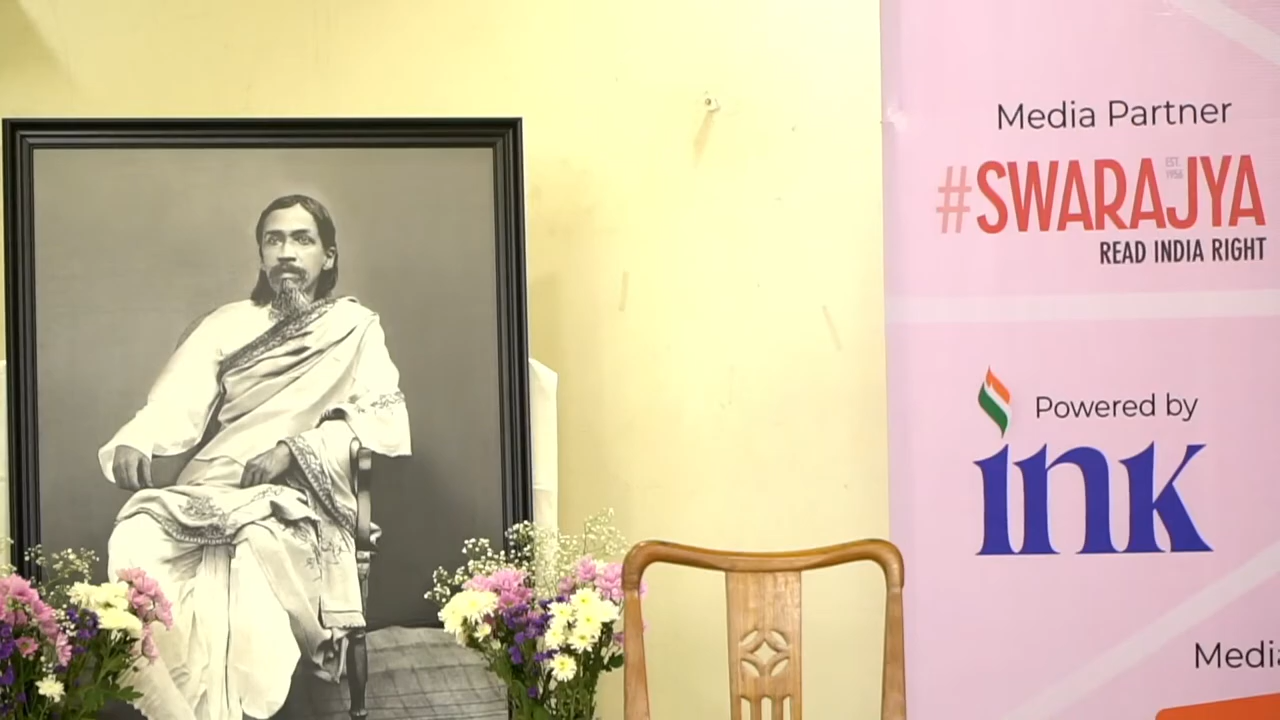 Media Partner
#SWARAJYA
EST.
1956
READ INDIA RIGHT
Powered by
ink
Media